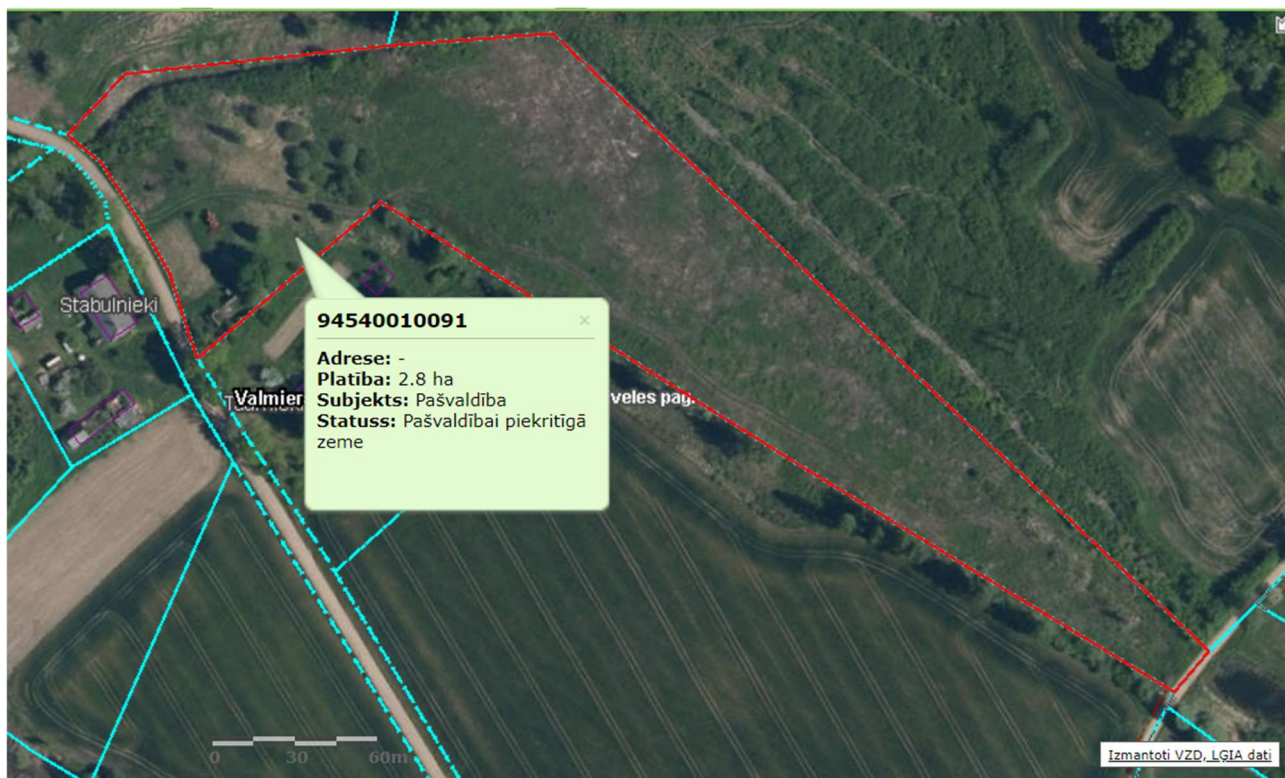 Stabulnieki
94540010091 ×
Adrese: -
Platība: 2.8 ha
Subjekts: Pašvaldība
Statuss: Pašvaldībai piekritīgā
zeme
Valmier
veles pag.
0 30 60m
Izmantoti VZD, LĢIA dati